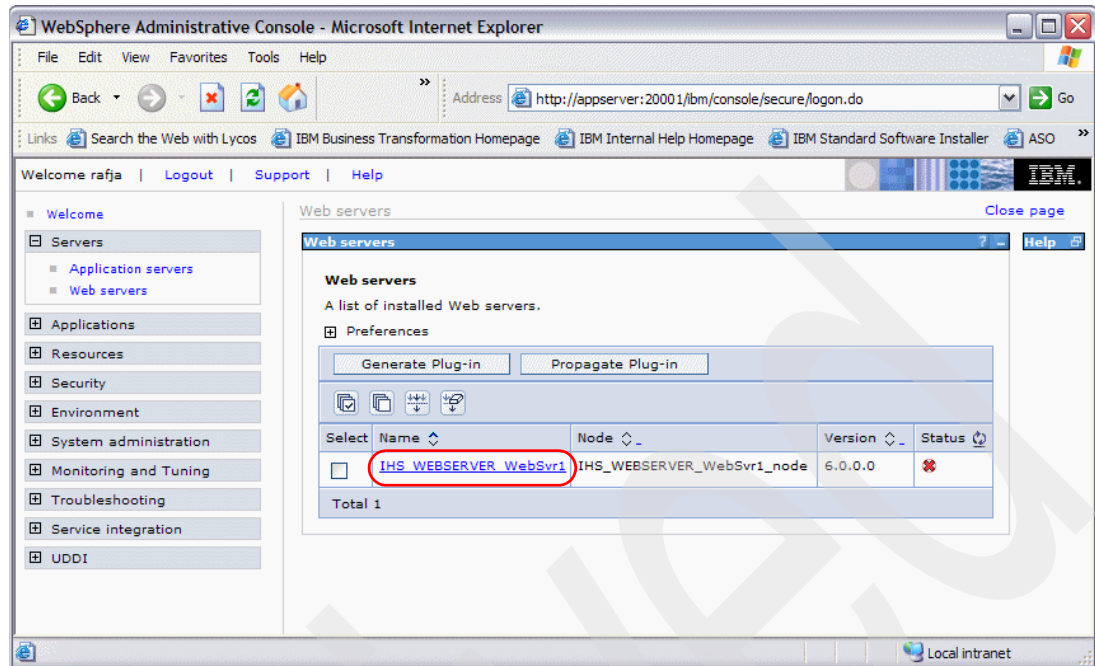 WebSphere Administrative Console - Microsoft Internet Explorer
File Edit View Favorites Tools Help
Back » Address http://appserver:20001/ibm/console/secure/logon.do Go
Links Search the Web with Lycos IBM Business Transformation Homepage IBM Internal Help Homepage IBM Standard Software Installer ASO »
Welcome rafja | Logout | Support | Help IBM.
Welcome
Servers
Application servers
Web servers
Applications
Resources
Security
Environment
System administration
Monitoring and Tuning
Troubleshooting
Service integration
UDDI
Web servers Close page
Web servers ? - Help
Web servers
A list of installed Web servers.
Preferences
Generate Plug-in Propagate Plug-in
Select Name Node Version Status
IHS_WEBSERVER_WebSvr1 IHS_WEBSERVER_WebSvr1_node 6.0.0.0
Total 1
Local intranet